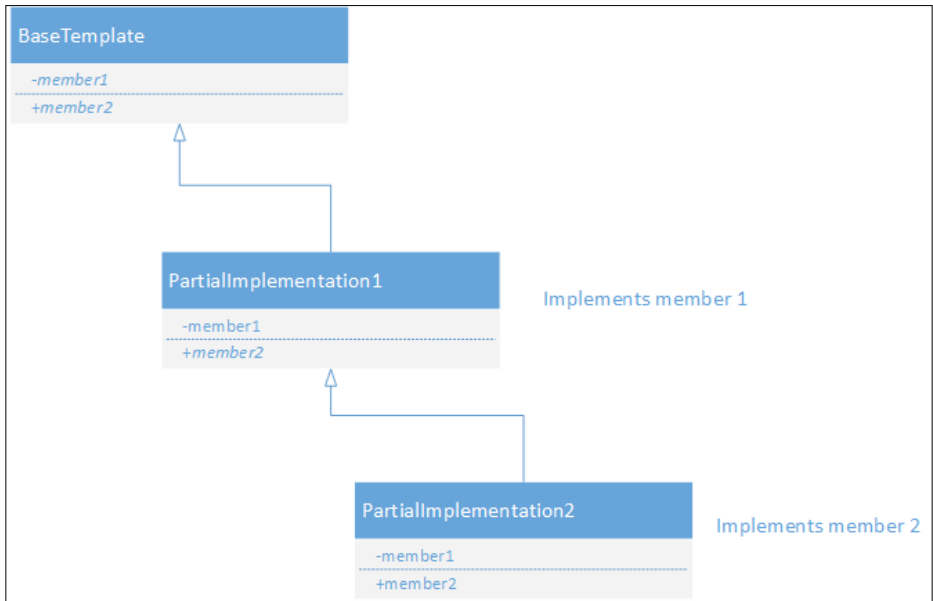 BaseTemplate
-member1
+member2
PartialImplementation1
Implements member 1
-member1
+member2
PartialImplementation2
Implements member 2
-member1
+member2